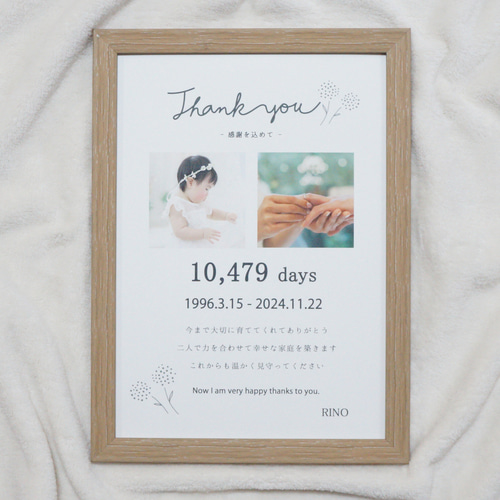 Thank you
- 感謝を込めて -
10,479 days
1996.3.15 - 2024.11.22
今まで大切に育ててくれてありがとう
二人で力を合わせて幸せな家庭を築きます
これからも温かく見守ってください
Now I am very happy thanks to you.
RINO